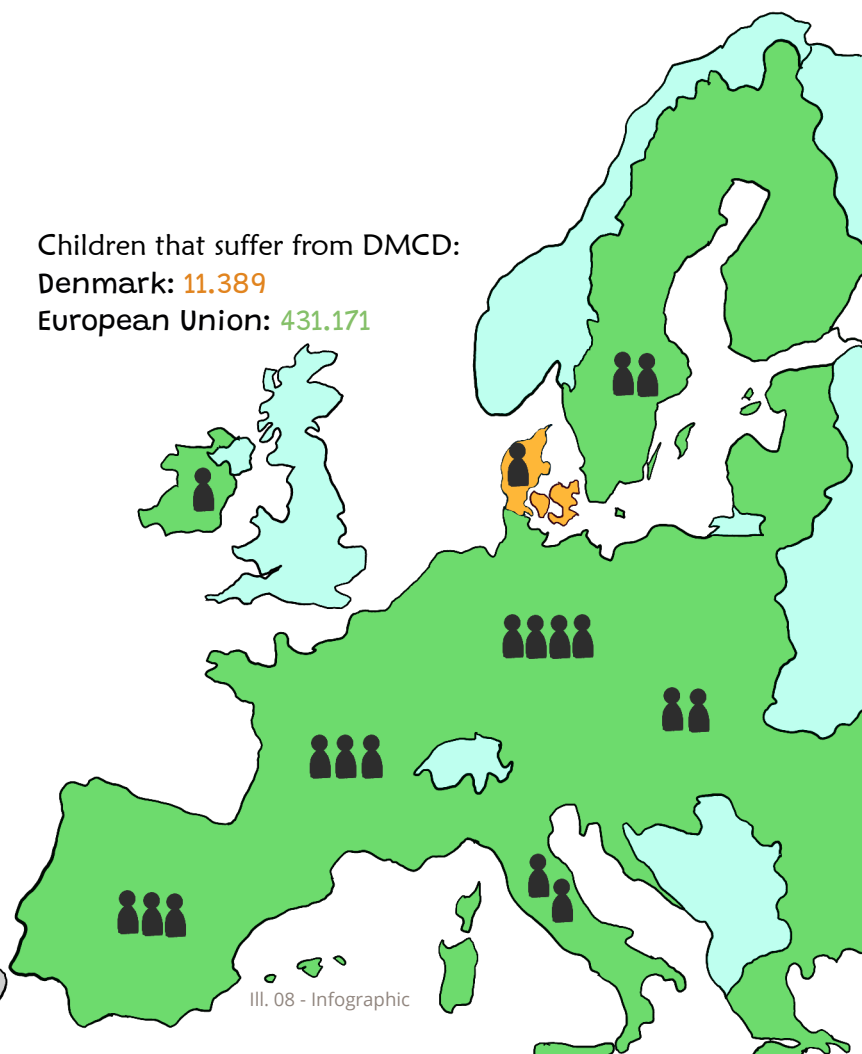 Children that suffer from DMCD:
Denmark: 11.389
European Union: 431.171
Ill. 08 - Infographic